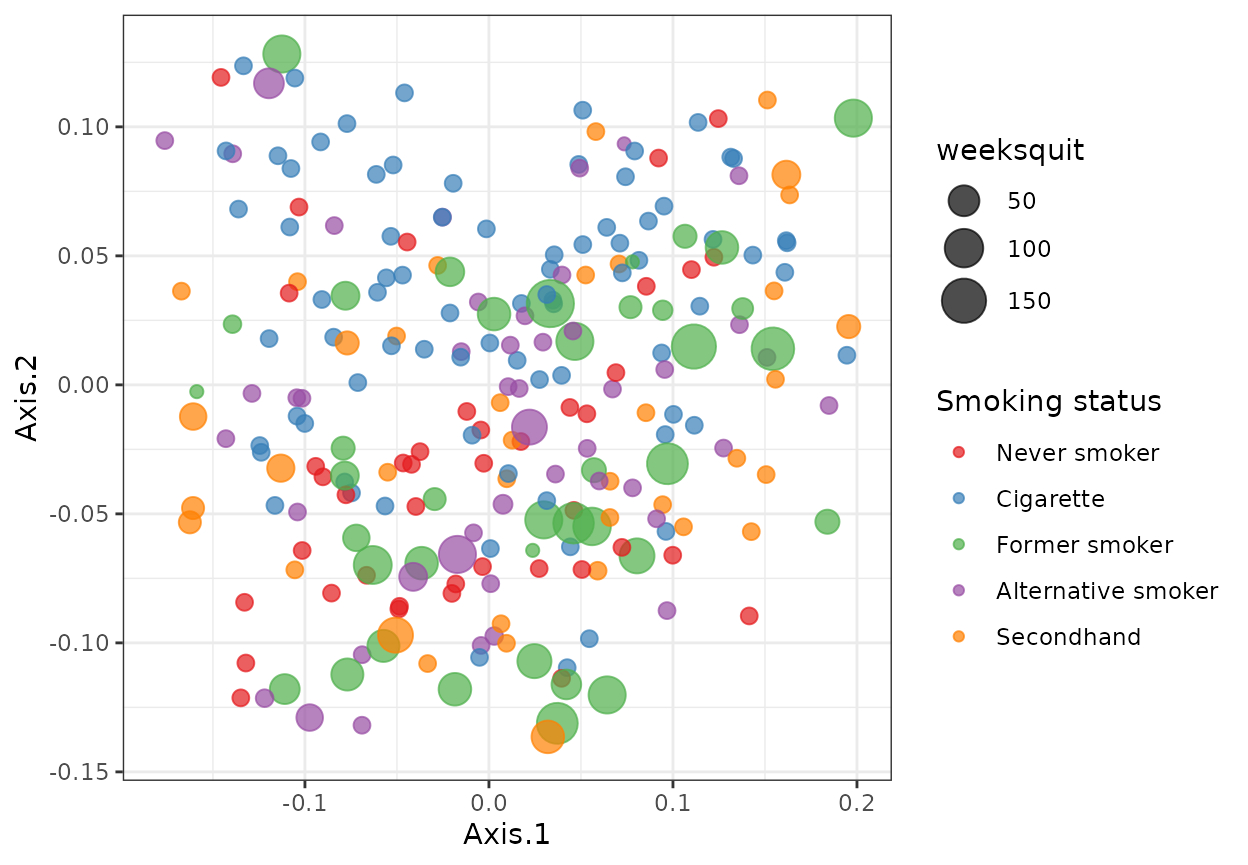 0.10
0.05
0.00
-0.05
-0.10
-0.15
Axis.2
-0.1
0.0
0.1
0.2
Axis.1
weeksquit
50
100
150
Smoking status
Never smoker
Cigarette
Former smoker
Alternative smoker
Secondhand